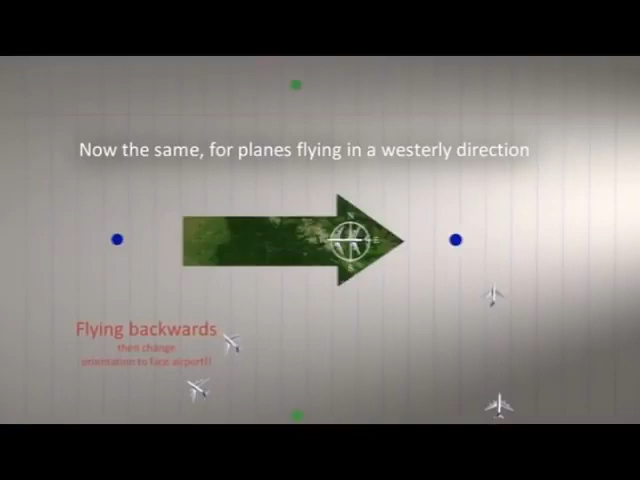 Now the same, for planes flying in a westerly direction
N
E
Flying backwards
then change
orientation to face airport!!